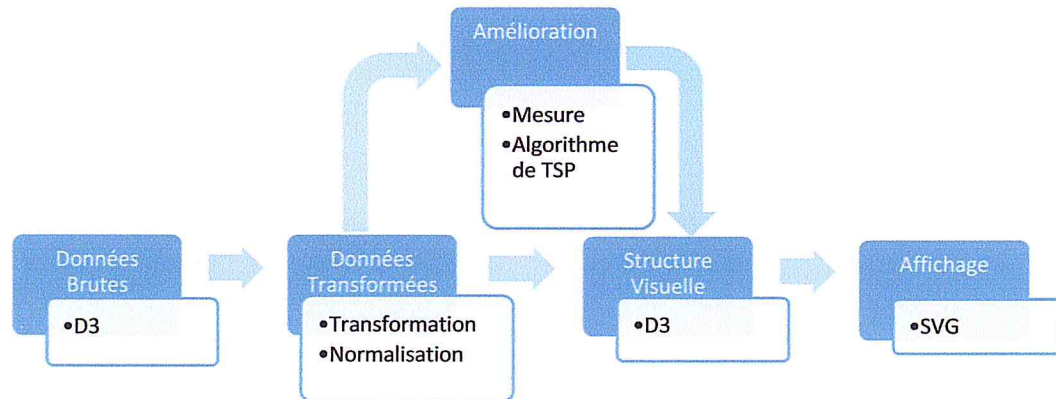 Amélioration
•Mesure
•Algorithme
de TSP
Données
Brutes
•D3
Données
Transformées
•Transformation
•Normalisation
Structure
Visuelle
•D3
Affichage
•SVG